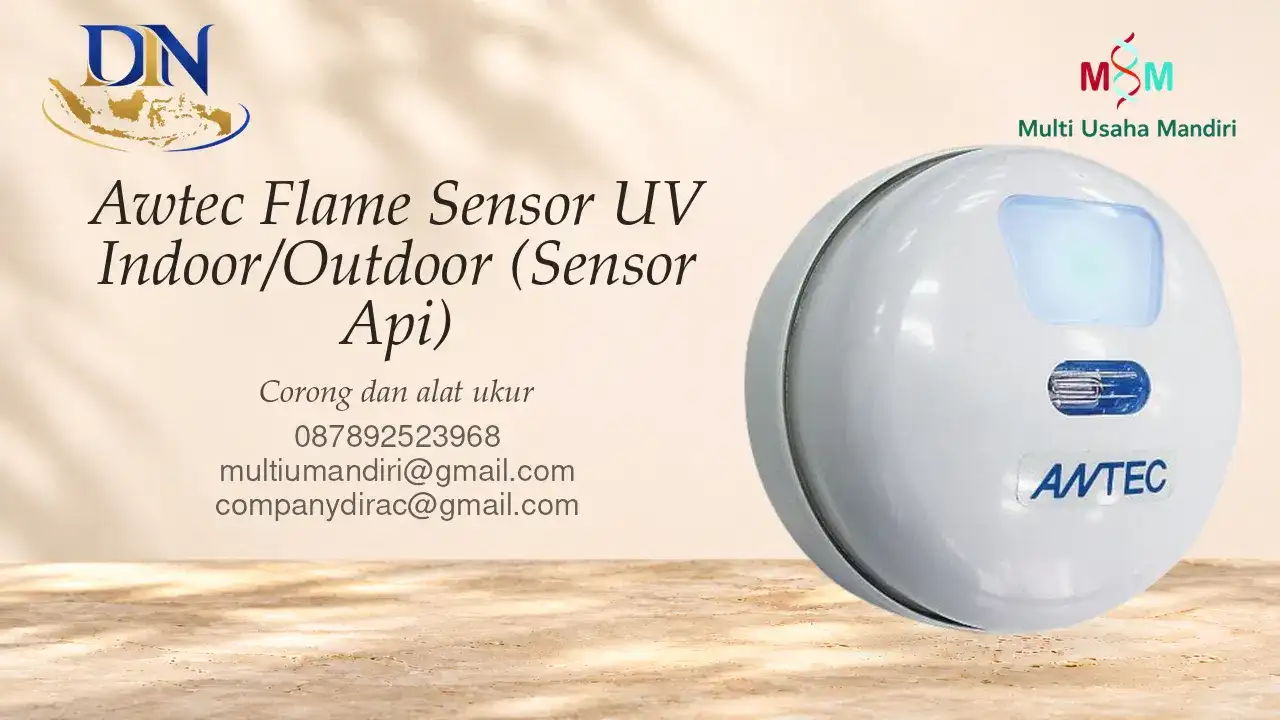 DIN
M M
Multi Usaha Mandiri
Awtec Flame Sensor UV
Indoor/Outdoor (Sensor
Api)
Corong dan alat ukur
087892523968
multiumandiri@gmail.com
companydirac@gmail.com
AWTEC